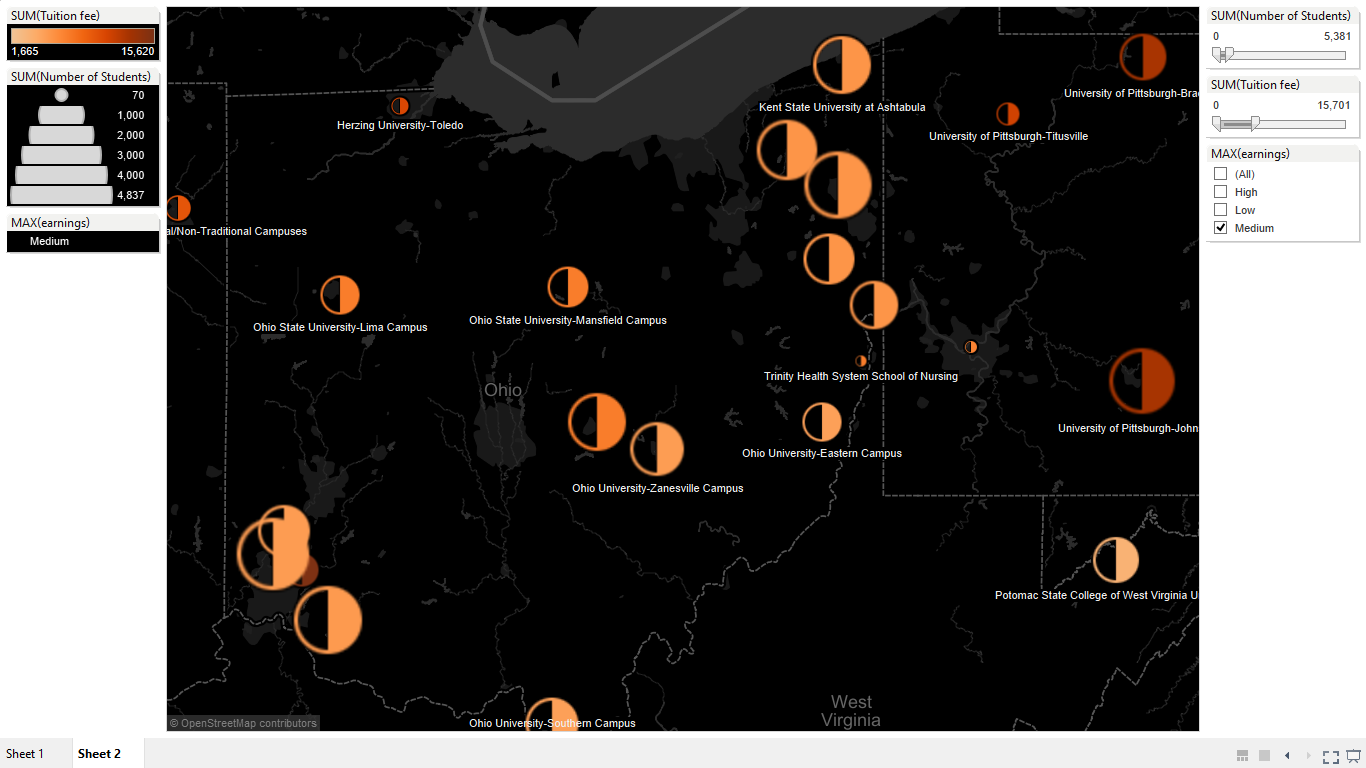 SUM(Tuition fee)
1,665 15,620
SUM(Number of Students)
70
1,000
2,000
3,000
4,000
4,837
MAX(earnings)
Medium
Kent State University at Ashtabula
University of Pittsburgh-Bra
Herzing University-Toledo
University of Pittsburgh-Titusville
al/Non-Traditional Campuses
Ohio State University-Lima Campus
Ohio State University-Mansfield Campus
Trinity Health System School of Nursing
Ohio
University of Pittsburgh-John
Ohio University-Eastern Campus
Ohio University-Zanesville Campus
Potomac State College of West Virginia U
West
Virginia
Ohio University-Southern Campus
© OpenStreetMap contributors
SUM(Number of Students)
0 5,381
SUM(Tuition fee)
0 15,701
MAX(earnings)
(All)
High
Low
Medium
Sheet 1 Sheet 2